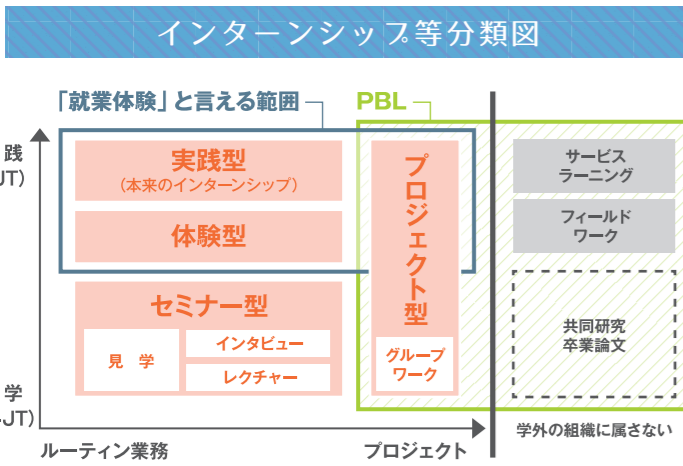 インターンシップ等分類図
「就業体験」と言える範囲
PBL
践
JT)
実践型
(本来のインターンシップ)
体験型
セミナー型
見 学
インタビュー
レクチャー
プロジェクト型
グループ
ワーク
サービス
ラーニング
フィールド
ワーク
共同研究
卒業論文
学
JT)
ルーティン業務
プロジェクト
学外の組織に属さない